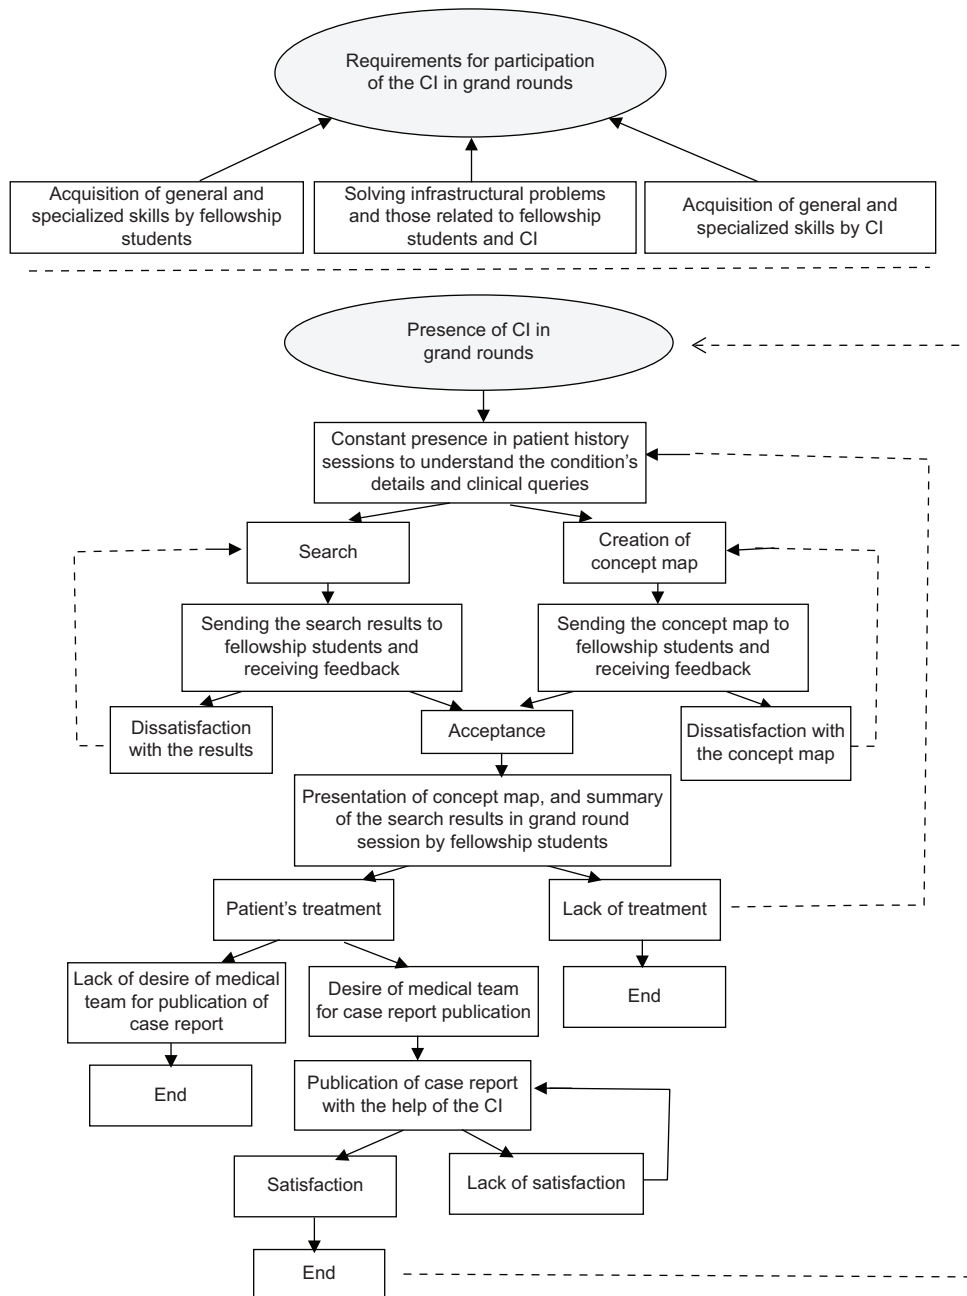 Requirements for participation
of the CI in grand rounds
Acquisition of general and
specialized skills by fellowship
students
Solving infrastructural problems
and those related to fellowship
students and CI
Acquisition of general and
specialized skills by CI
Presence of CI in
grand rounds
Constant presence in patient history
sessions to understand the condition's
details and clinical queries
Search
Creation of
concept map
Sending the search results to
fellowship students and
receiving feedback
Sending the concept map to
fellowship students and
receiving feedback
Dissatisfaction
with the results
Acceptance
Dissatisfaction with
the concept map
Presentation of concept map, and summary
of the search results in grand round
session by fellowship students
Patient's treatment
Lack of treatment
Lack of desire of medical
team for publication of
case report
Desire of medical team
for case report publication
End
End
Publication of case report
with the help of the CI
Satisfaction
Lack of satisfaction
End